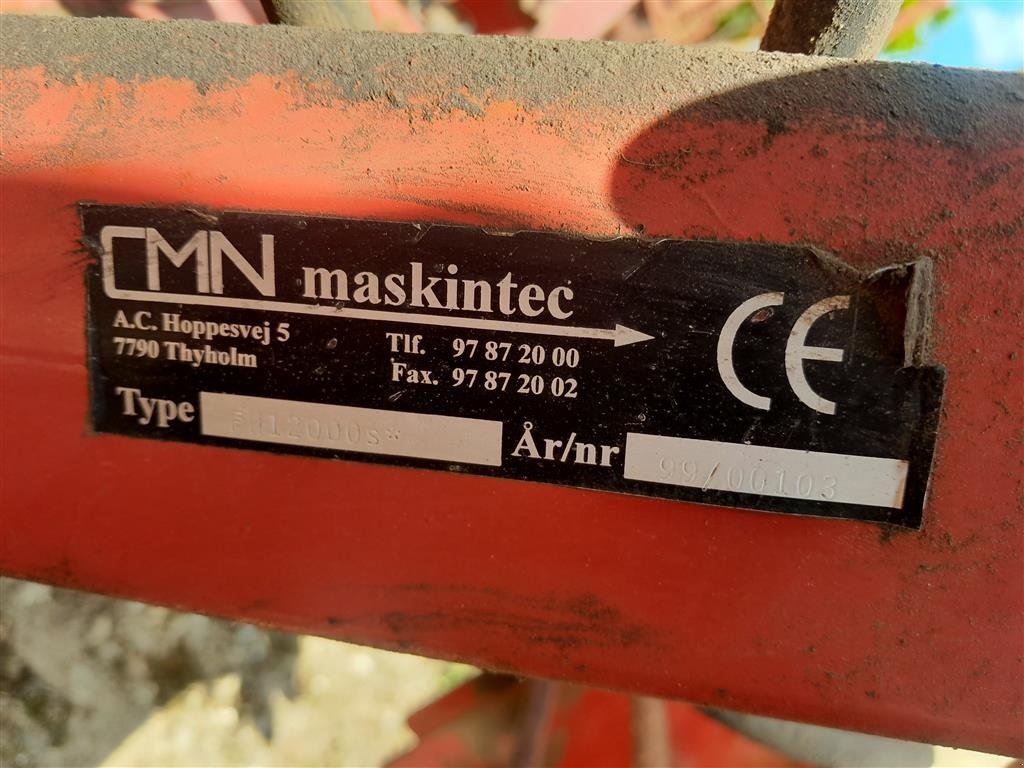 CMN maskintec
A.C. Hoppesvej 5
7790 Thyholm
Tlf. 97 87 20 00
Fax. 97 87 20 02
CE
Type
År/nr 99/00103